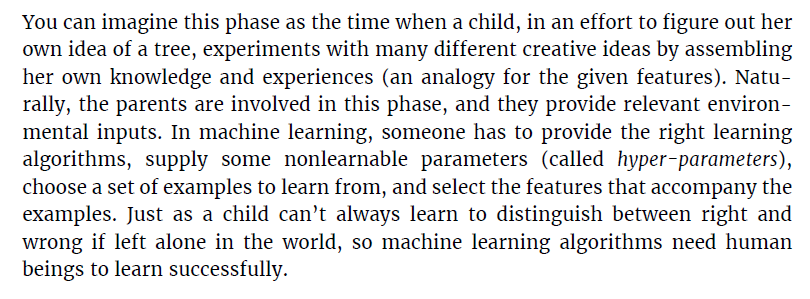 You can imagine this phase as the time when a child, in an effort to figure out her
own idea of a tree, experiments with many different creative ideas by assembling
her own knowledge and experiences (an analogy for the given features). Natu-
rally, the parents are involved in this phase, and they provide relevant environ-
mental inputs. In machine learning, someone has to provide the right learning
algorithms, supply some nonlearnable parameters (called hyper-parameters),
choose a set of examples to learn from, and select the features that accompany the
examples. Just as a child can’t always learn to distinguish between right and
wrong if left alone in the world, so machine learning algorithms need human
beings to learn successfully.